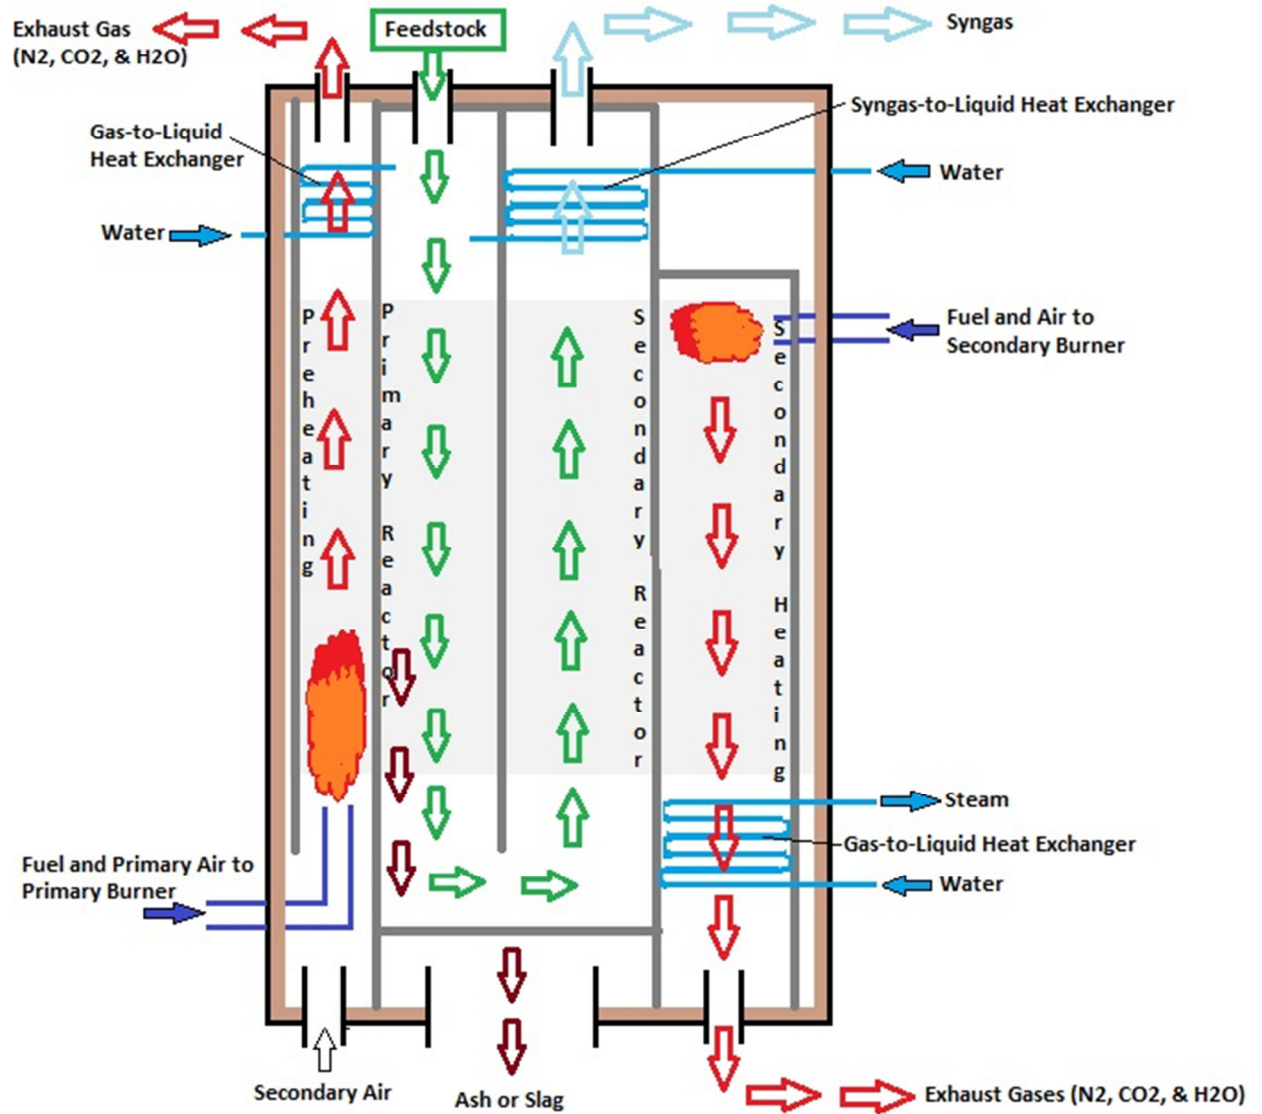 Exhaust Gas
(N2, CO2, & H2O)
Feedstock
Syngas
Gas-to-Liquid
Heat Exchanger
Syngas-to-Liquid Heat Exchanger
Water
Water
Preheating
Primary Reactor
Secondary Reactor
Secondary Heating
Fuel and Air to
Secondary Burner
Steam
Gas-to-Liquid Heat Exchanger
Water
Fuel and Primary Air to
Primary Burner
Secondary Air
Ash or Slag
Exhaust Gases (N2, CO2, & H2O)